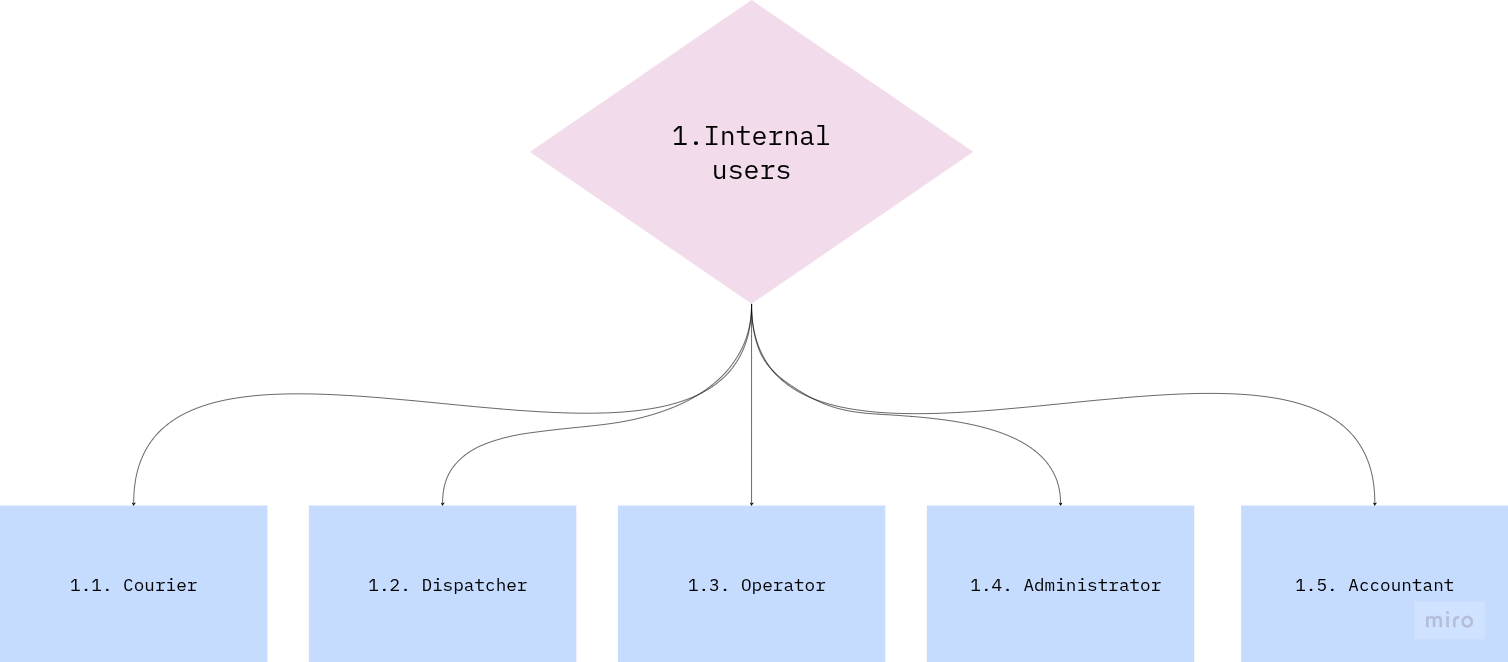 1.Internal
users
1.1. Courier
1.2. Dispatcher
1.3. Operator
1.4. Administrator
1.5. Accountant
miro